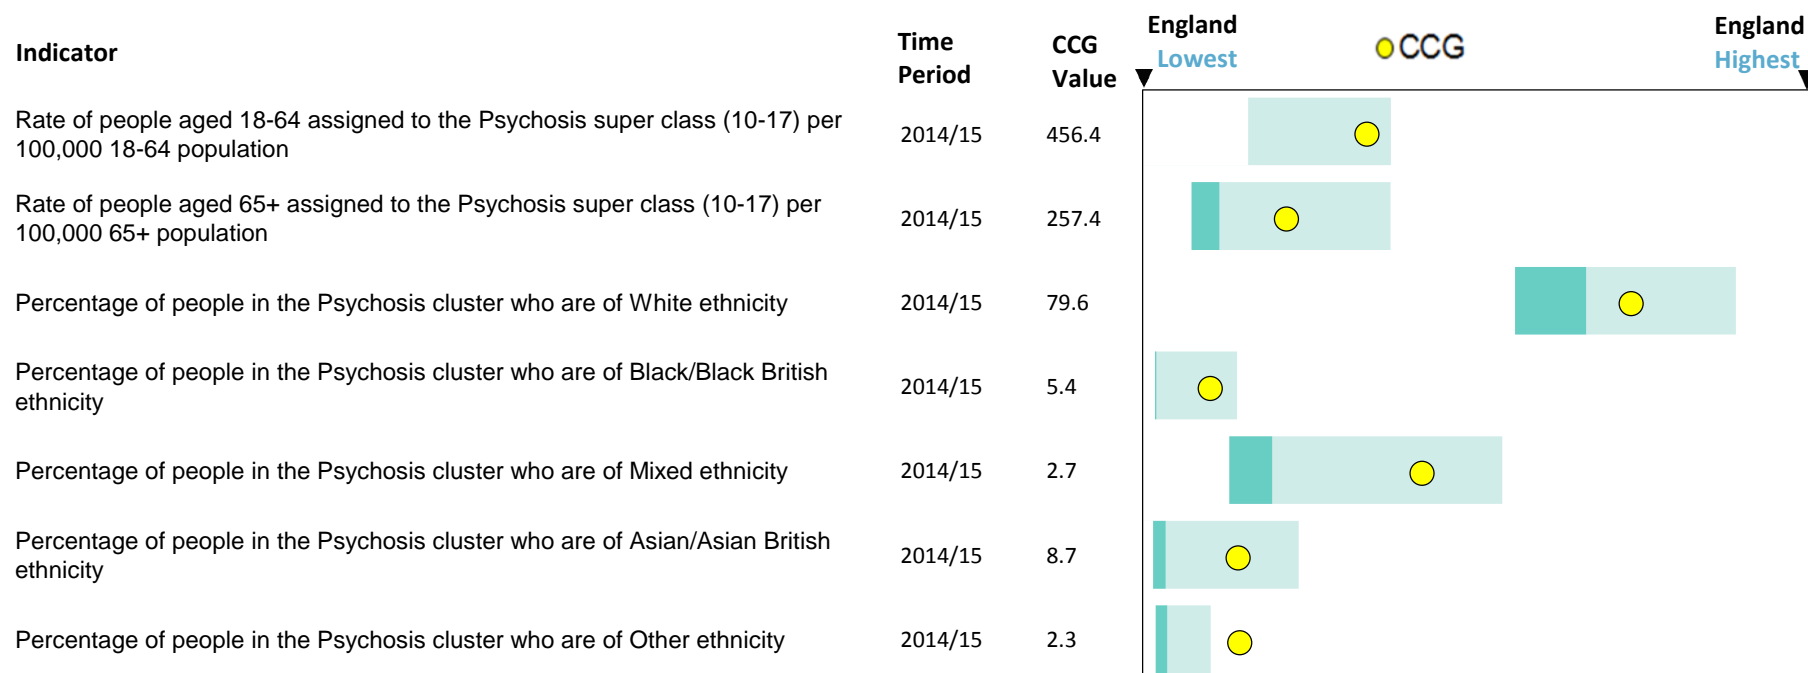 Indicator
Time
Period
CCG
Value
England
Lowest
CCG
England
Highest
Rate of people aged 18-64 assigned to the Psychosis super class (10-17) per
100,000 18-64 population
2014/15
456.4
Rate of people aged 65+ assigned to the Psychosis super class (10-17) per
100,000 65+ population
2014/15
257.4
Percentage of people in the Psychosis cluster who are of White ethnicity
2014/15
79.6
Percentage of people in the Psychosis cluster who are of Black/Black British
ethnicity
2014/15
5.4
Percentage of people in the Psychosis cluster who are of Mixed ethnicity
2014/15
2.7
Percentage of people in the Psychosis cluster who are of Asian/Asian British
ethnicity
2014/15
8.7
Percentage of people in the Psychosis cluster who are of Other ethnicity
2014/15
2.3